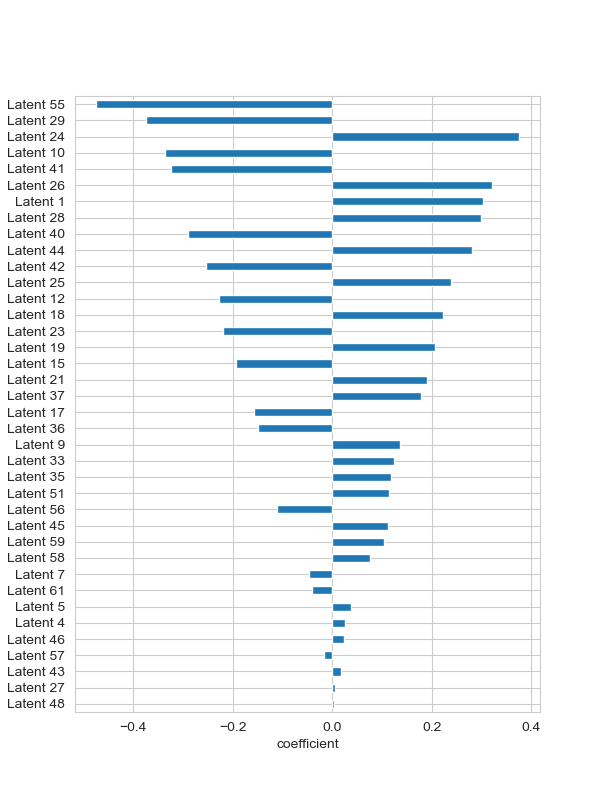 Latent 55
Latent 29
Latent 24
Latent 10
Latent 41
Latent 26
Latent 1
Latent 28
Latent 40
Latent 44
Latent 42
Latent 25
Latent 12
Latent 18
Latent 23
Latent 19
Latent 15
Latent 21
Latent 37
Latent 17
Latent 36
Latent 9
Latent 33
Latent 35
Latent 51
Latent 56
Latent 45
Latent 59
Latent 58
Latent 7
Latent 61
Latent 5
Latent 4
Latent 46
Latent 57
Latent 43
Latent 27
Latent 48
−0.4 −0.2 0.0 0.2 0.4
coefficient